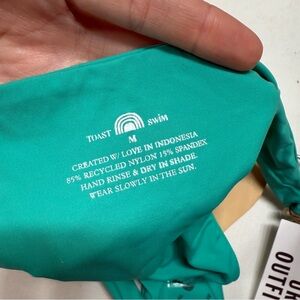 TOAST swim
M
CREATED W/ LOVE IN INDONESIA
85% RECYCLED NYLON 15% SPANDEX
HAND RINSE & DRY IN SHADE.
WEAR SLOWLY IN THE SUN.
OUTF